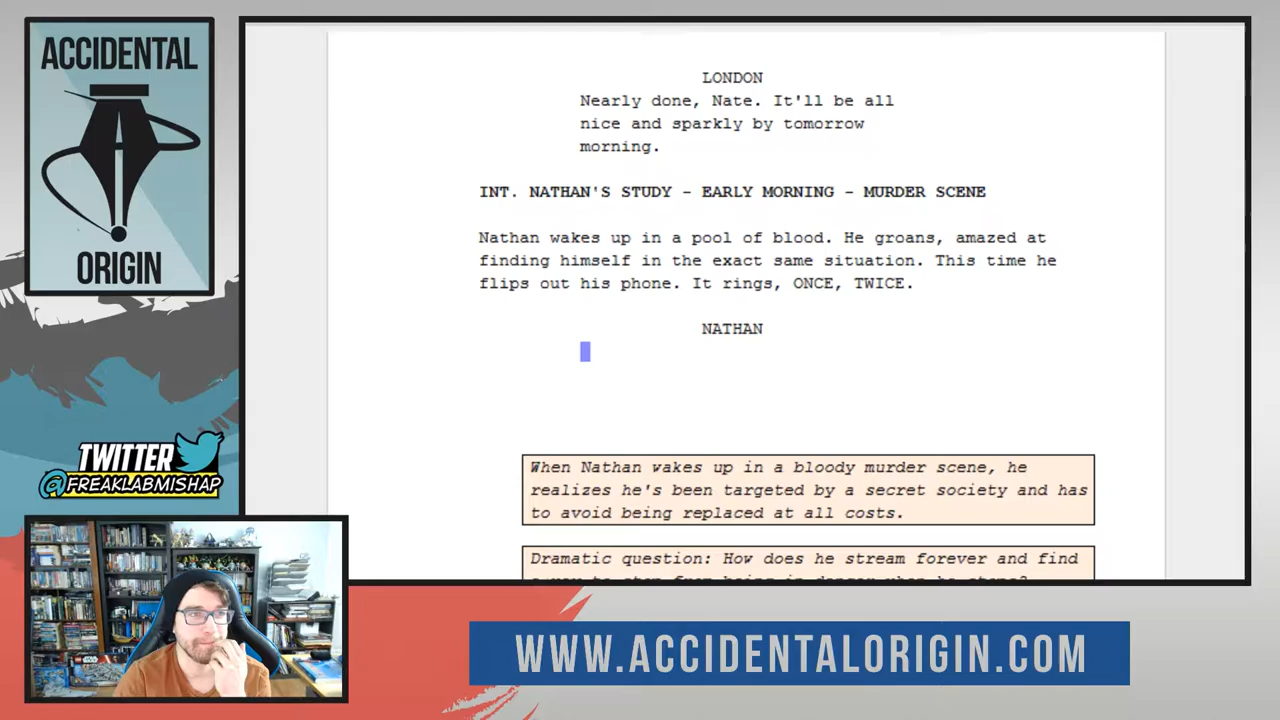 ACCIDENTAL
ORIGIN
LONDON
Nearly done, Nate. It'll be all
nice and sparkly by tomorrow
morning.
INT. NATHAN'S STUDY - EARLY MORNING - MURDER SCENE
Nathan wakes up in a pool of blood. He groans, amazed at
finding himself in the exact same situation. This time he
flips out his phone. It rings, ONCE, TWICE.
NATHAN
When Nathan wakes up in a bloody murder scene, he
realizes he's been targeted by a secret society and has
to avoid being replaced at all costs.
Dramatic question: How does he stream forever and find
TWITTER
@FREAKLABMISHAP
WWW.ACCIDENTALORIGIN.COM